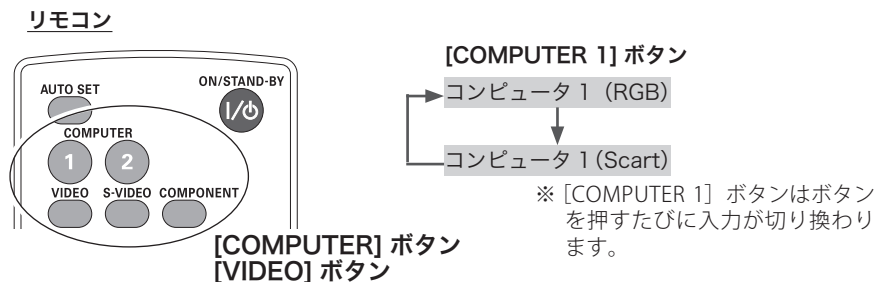 リモコン
AUTO SET
ON/STAND-BY
I/⏻
COMPUTER
1 2
VIDEO S-VIDEO COMPONENT
[COMPUTER] ボタン
[VIDEO] ボタン
[COMPUTER 1] ボタン
コンピュータ 1 (RGB)
コンピュータ 1 (Scart)
※［COMPUTER 1］ボタンはボタン
を押すたびに入力が切り換わり
ます。